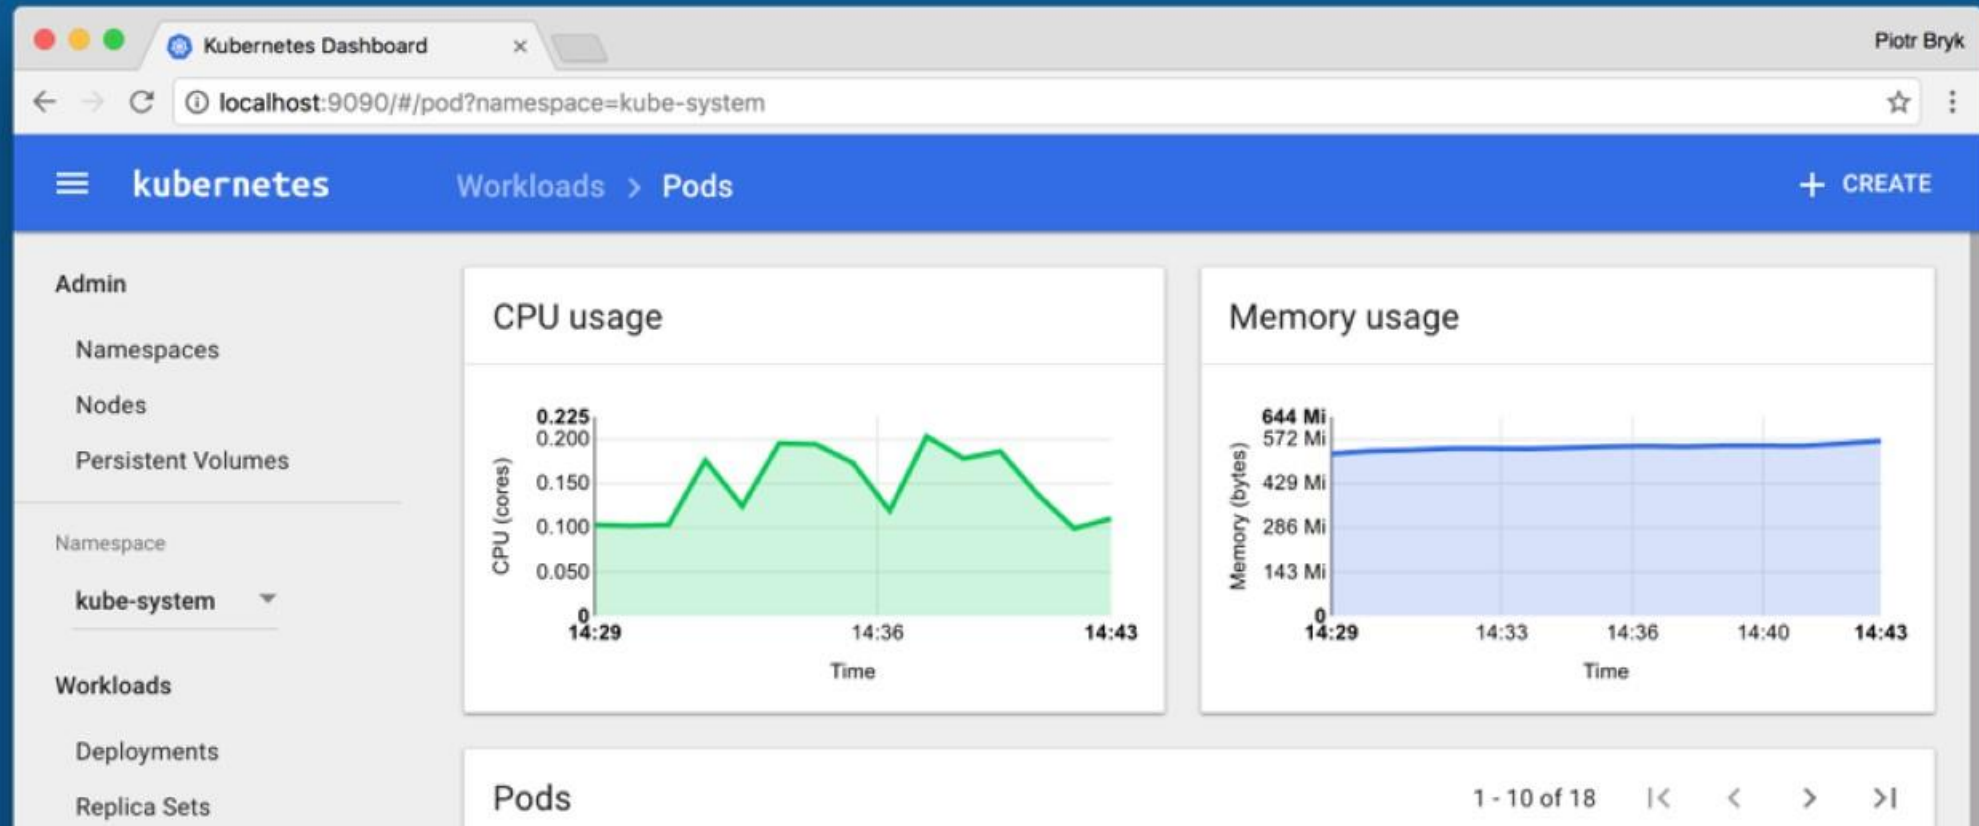 Kubernetes Dashboard
Piotr Bryk
localhost:9090/#/pod?namespace=kube-system
kubernetes
Workloads > Pods
+ CREATE
Admin
Namespaces
Nodes
Persistent Volumes
Namespace
kube-system
Workloads
Deployments
Replica Sets
CPU usage
CPU (cores)
0.225
0.200
0.150
0.100
0.050
0
14:29
14:36
14:43
Time
Memory usage
Memory (bytes)
644 Mi
572 Mi
429 Mi
286 Mi
143 Mi
0
14:29
14:33
14:36
14:40
14:43
Time
Pods
1 - 10 of 18